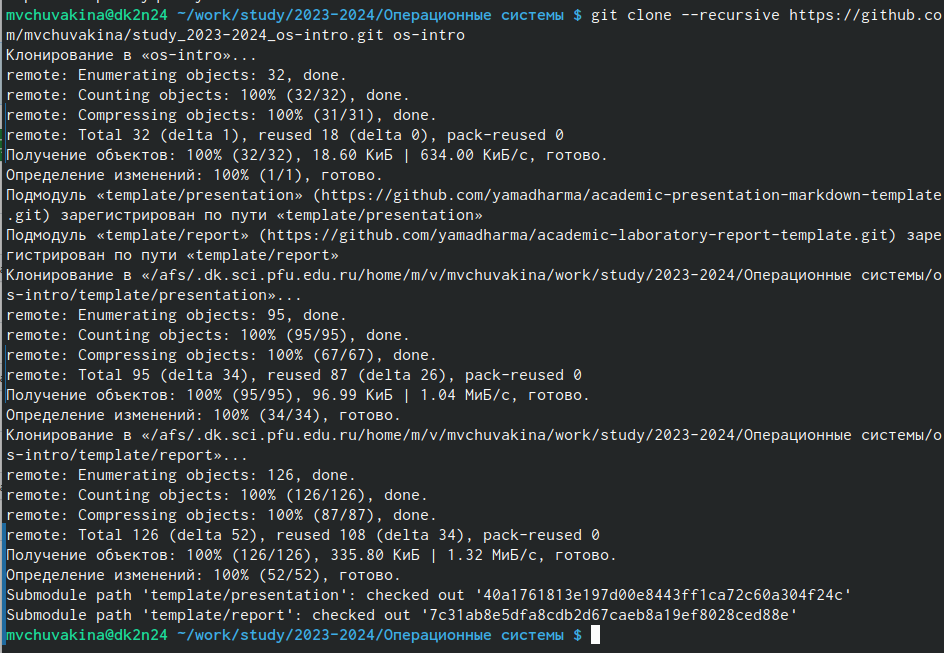 mvchuvakina@dk2n24 ~/work/study/2023-2024/Операционные системы $ git clone --recursive https://github.co
m/mvchuvakina/study_2023-2024_os-intro.git os-intro
Клонирование в «os-intro»...
remote: Enumerating objects: 32, done.
remote: Counting objects: 100% (32/32), done.
remote: Compressing objects: 100% (31/31), done.
remote: Total 32 (delta 1), reused 18 (delta 0), pack-reused 0
Получение объектов: 100% (32/32), 18.60 КиБ | 634.00 КиБ/с, готово.
Определение изменений: 100% (1/1), готово.
Подмодуль «template/presentation» (https://github.com/yamadharma/academic-presentation-markdown-template
.git) зарегистрирован по пути «template/presentation»
Подмодуль «template/report» (https://github.com/yamadharma/academic-laboratory-report-template.git) заре
гистрирован по пути «template/report»
Клонирование в «/afs/.dk.sci.pfu.edu.ru/home/m/v/mvchuvakina/work/study/2023-2024/Операционные системы/o
s-intro/template/presentation»...
remote: Enumerating objects: 95, done.
remote: Counting objects: 100% (95/95), done.
remote: Compressing objects: 100% (67/67), done.
remote: Total 95 (delta 34), reused 87 (delta 26), pack-reused 0
Получение объектов: 100% (95/95), 96.99 КиБ | 1.04 МиБ/с, готово.
Определение изменений: 100% (34/34), готово.
Клонирование в «/afs/.dk.sci.pfu.edu.ru/home/m/v/mvchuvakina/work/study/2023-2024/Операционные системы/o
s-intro/template/report»...
remote: Enumerating objects: 126, done.
remote: Counting objects: 100% (126/126), done.
remote: Compressing objects: 100% (87/87), done.
remote: Total 126 (delta 52), reused 108 (delta 34), pack-reused 0
Получение объектов: 100% (126/126), 335.80 КиБ | 1.32 МиБ/с, готово.
Определение изменений: 100% (52/52), готово.
Submodule path 'template/presentation': checked out '40a1761813e197d00e8443ff1ca72c60a304f24c'
Submodule path 'template/report': checked out '7c31ab8e5dfa8cdb2d67caeb8a19ef8028ced88e'
mvchuvakina@dk2n24 ~/work/study/2023-2024/Операционные системы $